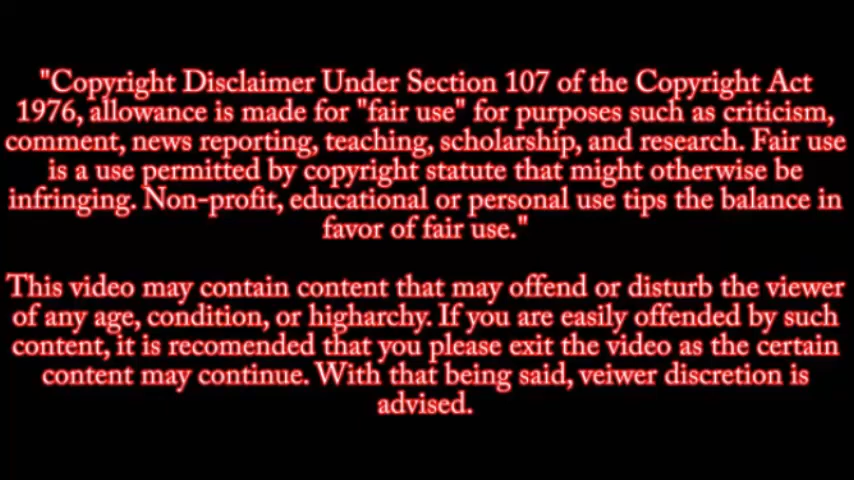 "Copyright Disclaimer Under Section 107 of the Copyright Act
1976, allowance is made for "fair use" for purposes such as criticism,
comment, news reporting, teaching, scholarship, and research. Fair use
is a use permitted by copyright statute that might otherwise be
infringing. Non-profit, educational or personal use tips the balance in
favor of fair use."
This video may contain content that may offend or disturb the viewer
of any age, condition, or higharchy. If you are easily offended by such
content, it is recomended that you please exit the video as the certain
content may continue. With that being said, veiwer discretion is
advised.